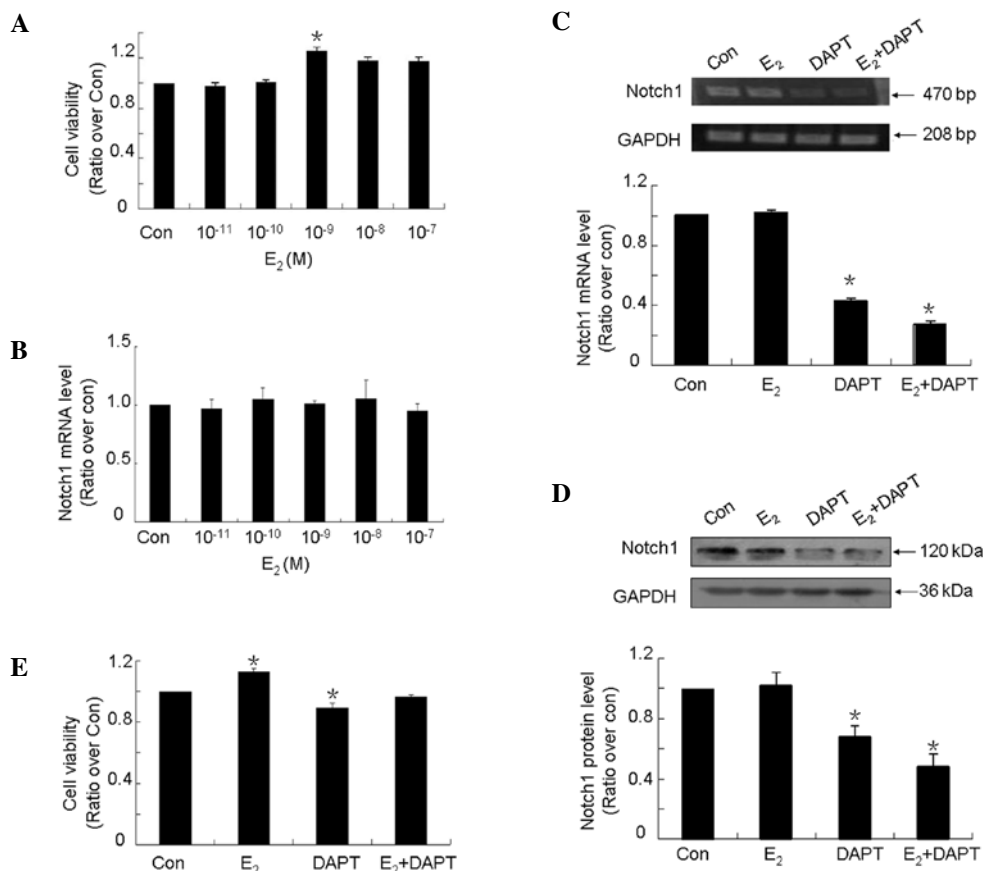 A
Cell viability
(Ratio over Con)
1.2
1.2
0.8
0.4
0
*
Con 10⁻¹¹ 10⁻¹⁰ 10⁻⁹ 10⁻⁸ 10⁻⁷
E₂ (M)
B
Notch1 mRNA level
(Ratio over con)
1.5
1.0
0.5
0
Con 10⁻¹¹ 10⁻¹⁰ 10⁻⁹ 10⁻⁸ 10⁻⁷
E₂ (M)
E
Cell viability
(Ratio over Con)
1.2
0.8
0.4
0
* *
Con E₂ DAPT E₂+DAPT
C
Con E₂ DAPT E₂+DAPT
Notch1 470 bp
GAPDH 208 bp
Notch1 mRNA level
(Ratio over con)
1.2
0.8
0.4
0
* *
Con E₂ DAPT E₂+DAPT
D
Con E₂ DAPT E₂+DAPT
Notch1 120 kDa
GAPDH 36 kDa
Notch1 protein level
(Ratio over con)
1.2
0.8
0.4
0
* *
Con E₂ DAPT E₂+DAPT